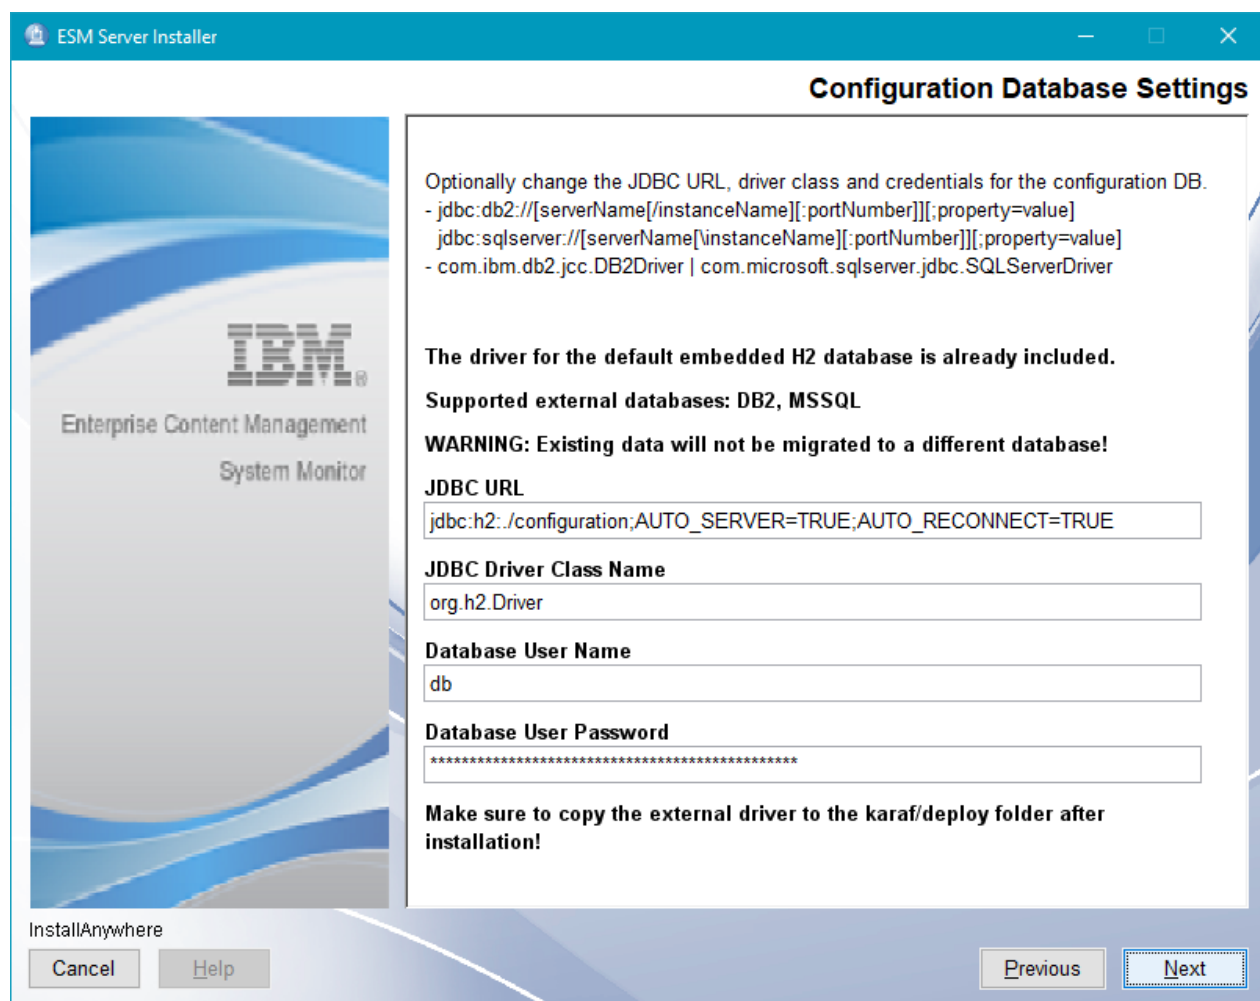 ESM Server Installer
Configuration Database Settings
IBM®
Enterprise Content Management
System Monitor
Optionally change the JDBC URL, driver class and credentials for the configuration DB.
- jdbc:db2://[serverName[/instanceName][:portNumber]][;property=value]
jdbc:sqlserver://[serverName[\instanceName][:portNumber]][;property=value]
- com.ibm.db2.jcc.DB2Driver | com.microsoft.sqlserver.jdbc.SQLServerDriver
The driver for the default embedded H2 database is already included.
Supported external databases: DB2, MSSQL
WARNING: Existing data will not be migrated to a different database!
JDBC URL
jdbc:h2:./configuration;AUTO_SERVER=TRUE;AUTO_RECONNECT=TRUE
JDBC Driver Class Name
org.h2.Driver
Database User Name
db
Database User Password
***********************************************
Make sure to copy the external driver to the karaf/deploy folder after
installation!
InstallAnywhere
Cancel
Help
Previous
Next